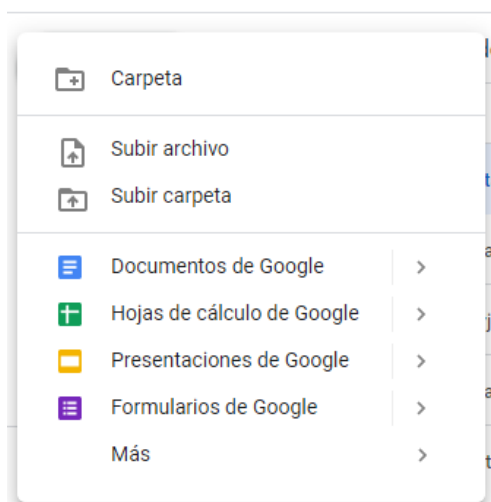 Carpeta
Subir archivo
Subir carpeta
Documentos de Google
Hojas de cálculo de Google
Presentaciones de Google
Formularios de Google
Más